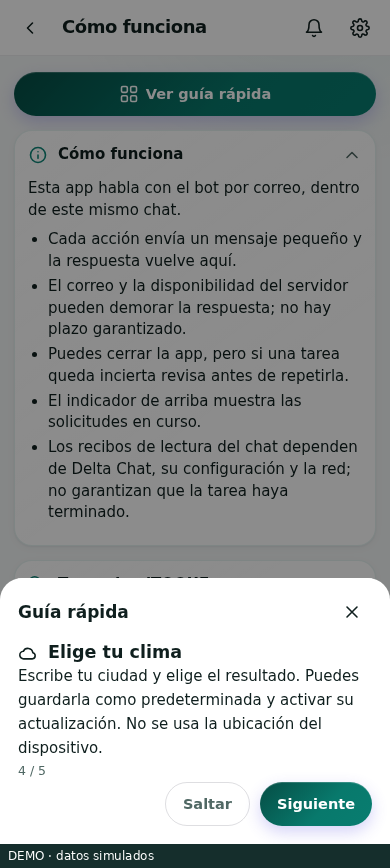 Cómo funciona
Ver guía rápida
Cómo funciona
Esta app habla con el bot por correo, dentro
de este mismo chat.
• Cada acción envía un mensaje pequeño y
la respuesta vuelve aquí.
• El correo y la disponibilidad del servidor
pueden demorar la respuesta; no hay
plazo garantizado.
• Puedes cerrar la app, pero si una tarea
queda incierta revisa antes de repetirla.
• El indicador de arriba muestra las
solicitudes en curso.
• Los recibos de lectura del chat dependen
de Delta Chat, su configuración y la red;
no garantizan que la tarea haya
terminado.
Guía rápida
Elige tu clima
Escribe tu ciudad y elige el resultado. Puedes
guardarla como predeterminada y activar su
actualización. No se usa la ubicación del
dispositivo.
4 / 5
Saltar
Siguiente
DEMO · datos simulados